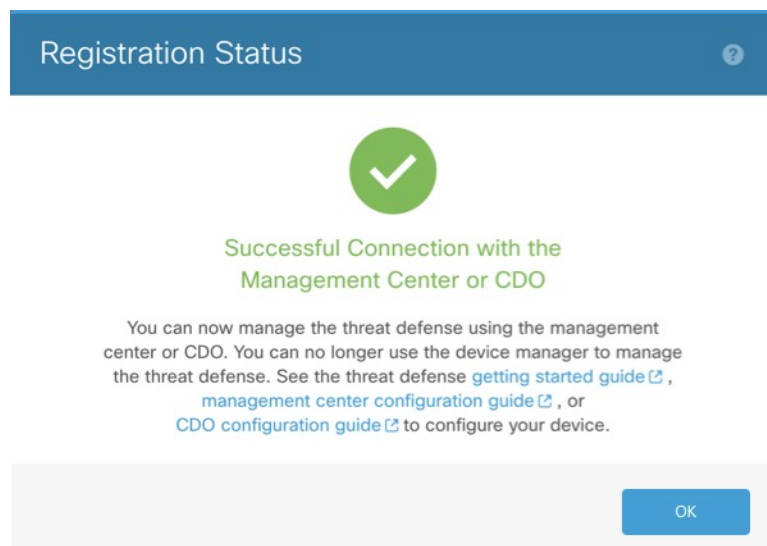 Registration Status
?
Successful Connection with the
Management Center or CDO
You can now manage the threat defense using the management
center or CDO. You can no longer use the device manager to manage
the threat defense. See the threat defense getting started guide ,
management center configuration guide , or
CDO configuration guide to configure your device.
OK